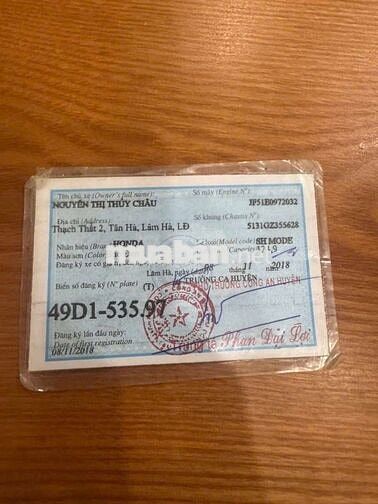 Tên chủ xe (Owner's full name): Số máy (Engine N°):
NGUYỄN THỊ THỦY CHÂU JF51E0972032
Địa chỉ (Address): Số khung (Chassis N°):
Thạch Thất 2, Tân Hà, Lâm Hà, LĐ 5131GZ355628
Nhãn hiệu (Brand HONDA (Model code) SH MODE
Màu sơn (Color Capacity
Đăng ký xe có giá trị
Lâm Hà, ngày 08 11 2018
TRƯỞNG CA HUYỆN
TRƯỞNG CÔNG AN HUYỆN
Biển số đăng ký (N° plate) (T)
49D1-535.97
Đăng ký lần đầu ngày:
Date of first registration
08/11/2018
Phan Đại Lợi
muaban